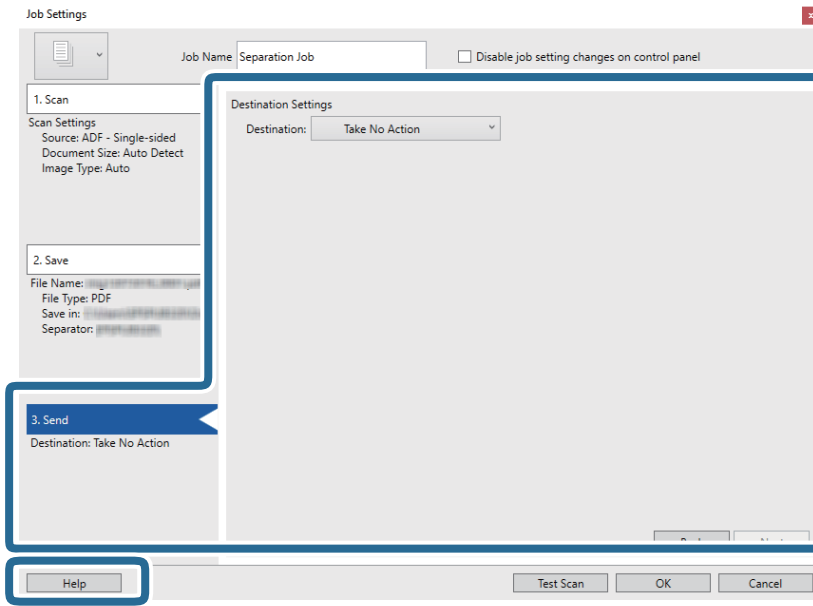 Job Settings
x
Job Name Separation Job Disable job setting changes on control panel
1. Scan
Scan Settings
Source: ADF - Single-sided
Document Size: Auto Detect
Image Type: Auto
2. Save
File Name:
File Type: PDF
Save in:
Separator:
3. Send
Destination: Take No Action
Destination Settings
Destination: Take No Action
Help Test Scan OK Cancel